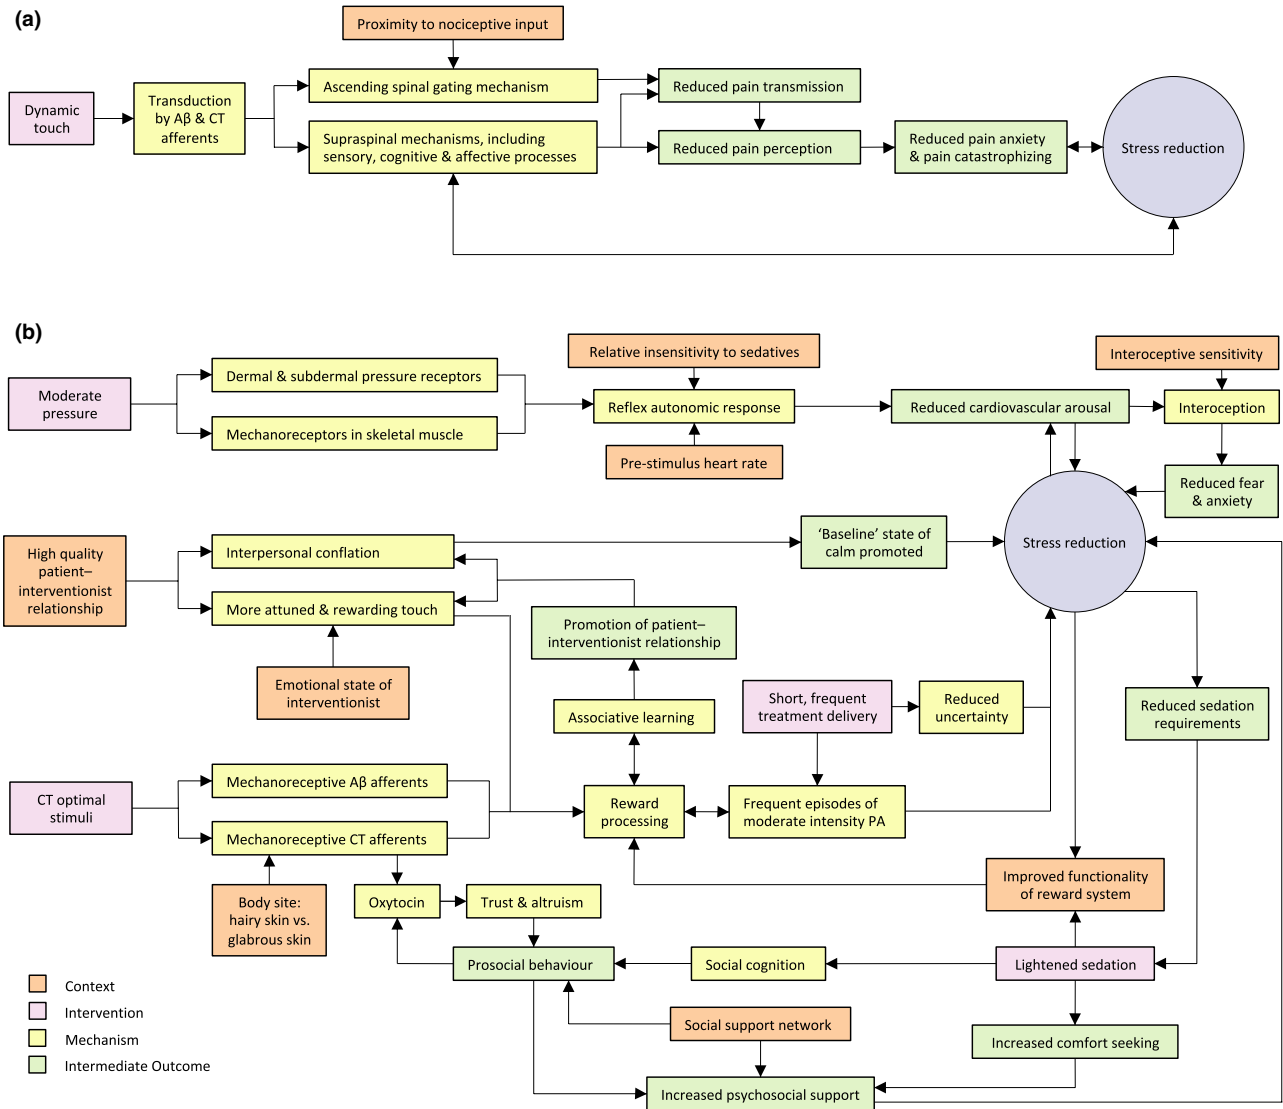 (a)
Proximity to nociceptive input
Dynamic
touch
Transduction
by Aβ & CT
afferents
Ascending spinal gating mechanism
Supraspinal mechanisms, including
sensory, cognitive & affective processes
Reduced pain transmission
Reduced pain perception
Reduced pain anxiety
& pain catastrophizing
Stress reduction
(b)
Moderate
pressure
Dermal & subdermal pressure receptors
Mechanoreceptors in skeletal muscle
Relative insensitivity to sedatives
Reflex autonomic response
Pre-stimulus heart rate
Reduced cardiovascular arousal
Interoceptive sensitivity
Interoception
Reduced fear
& anxiety
High quality
patient–
interventionist
relationship
Interpersonal conflation
More attuned & rewarding touch
Emotional state of
interventionist
‘Baseline’ state of
calm promoted
Stress reduction
Promotion of patient–
interventionist relationship
Associative learning
Short, frequent
treatment delivery
Reduced
uncertainty
Reduced sedation
requirements
CT optimal
stimuli
Mechanoreceptive Aβ afferents
Mechanoreceptive CT afferents
Reward
processing
Frequent episodes of
moderate intensity PA
Body site:
hairy skin vs.
glabrous skin
Oxytocin
Trust & altruism
Improved functionality
of reward system
Prosocial behaviour
Social cognition
Lightened sedation
Social support network
Increased comfort seeking
Increased psychosocial support
Context
Intervention
Mechanism
Intermediate Outcome